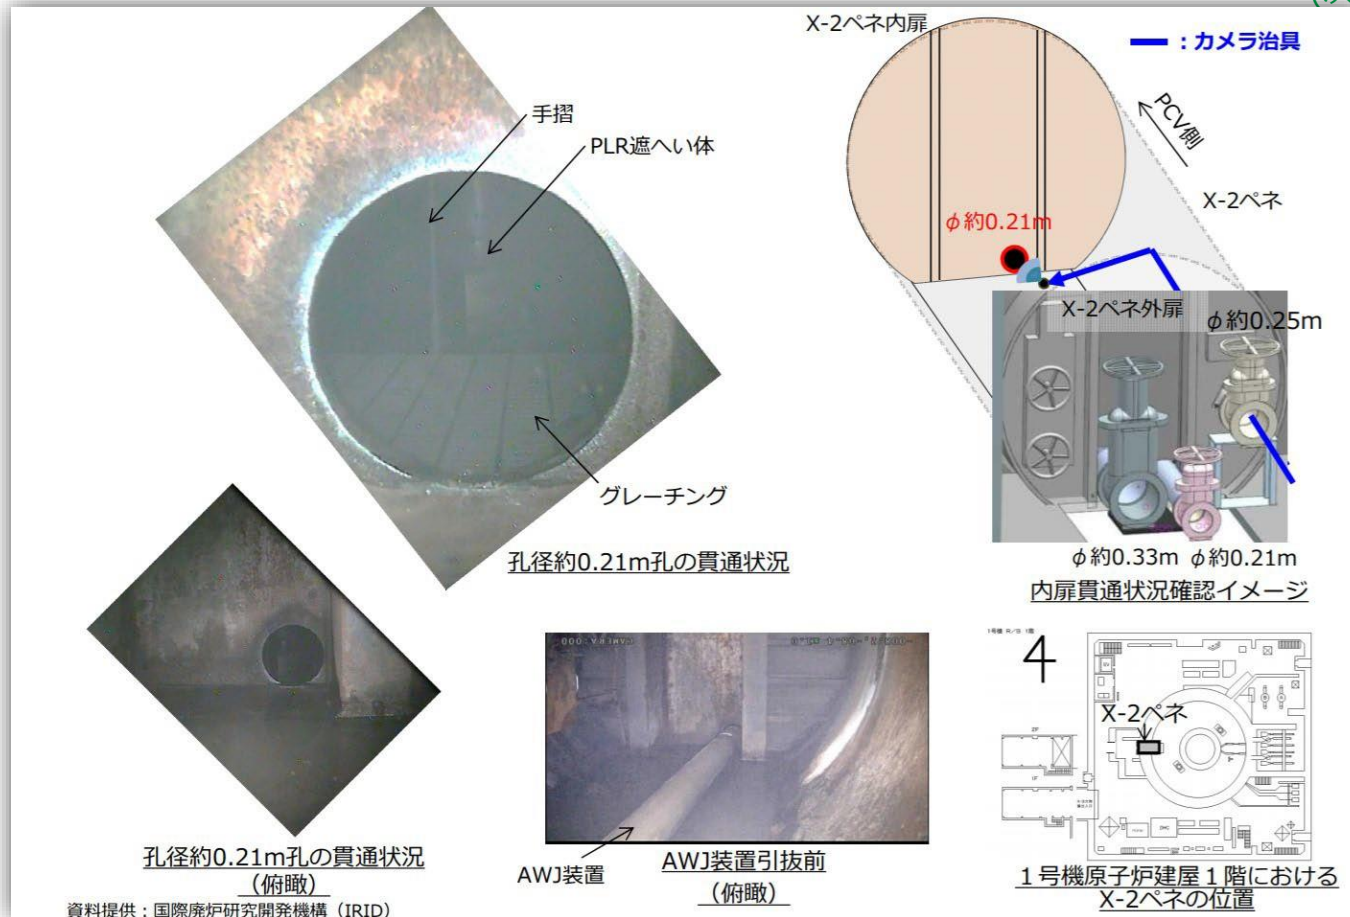 X-2ペネ内扉
：カメラ治具
手摺
PLR遮へい体
PCV側
X-2ペネ
φ約0.21m
X-2ペネ外扉
φ約0.25m
グレーチング
孔径約0.21m孔の貫通状況
φ約0.33m φ約0.21m
内扉貫通状況確認イメージ
1号機 R/B 1階
X-2ペネ
孔径約0.21m孔の貫通状況
（俯瞰）
AWJ装置
AWJ装置引抜前
（俯瞰）
１号機原子炉建屋１階における
X-2ペネの位置
資料提供：国際廃炉研究開発機構（IRID）